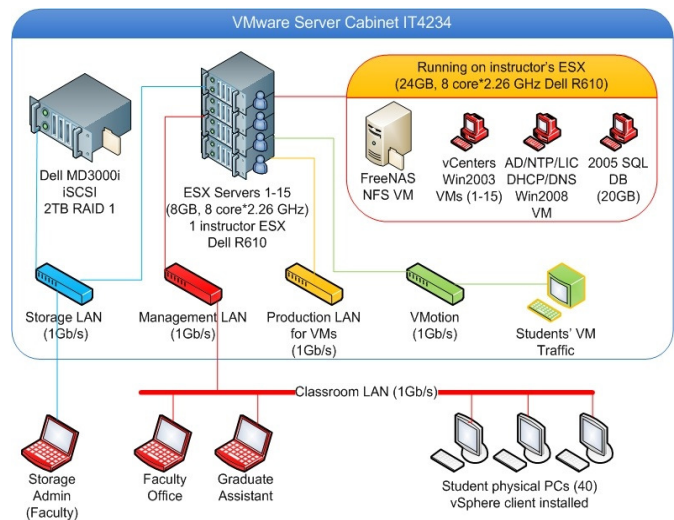 VMware Server Cabinet IT4234
Running on instructor's ESX
(24GB, 8 core*2.26 GHz Dell R610)
FreeNAS
NFS VM
vCenters
Win2003
VMs (1-15)
AD/NTP/LIC
DHCP/DNS
Win2008
VM
2005 SQL
DB
(20GB)
Dell MD3000i
iSCSI
2TB RAID 1
ESX Servers 1-15
(8GB, 8 core*2.26 GHz)
1 instructor ESX
Dell R610
Storage LAN
(1Gb/s)
Management LAN
(1Gb/s)
Production LAN
for VMs
(1Gb/s)
VMotion
(1Gb/s)
Students' VM
Traffic
Classroom LAN (1Gb/s)
Storage
Admin
(Faculty)
Faculty
Office
Graduate
Assistant
Student physical PCs (40)
vSphere client installed